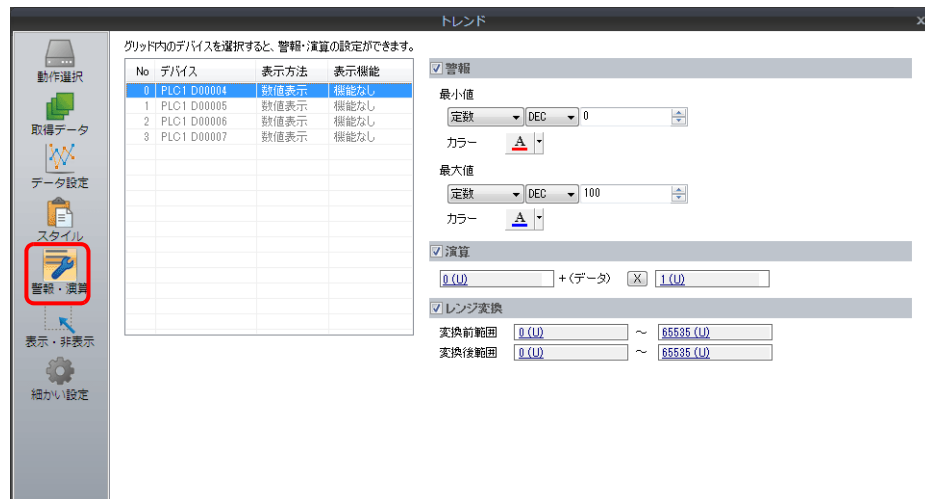 トレンド
x
動作選択
取得データ
データ設定
スタイル
警報・演算
表示・非表示
細かい設定
グリッド内のデバイスを選択すると、警報・演算の設定ができます。
No デバイス 表示方法 表示機能
0 PLC1 D00004 数値表示 機能なし
1 PLC1 D00005 数値表示 機能なし
2 PLC1 D00006 数値表示 機能なし
3 PLC1 D00007 数値表示 機能なし
警報
最小値
定数 DEC 0
カラー A
最大値
定数 DEC 100
カラー A
演算
0 (U) +(データ) X 1 (U)
レンジ変換
変換前範囲 0 (U) ～ 65535 (U)
変換後範囲 0 (U) ～ 65535 (U)